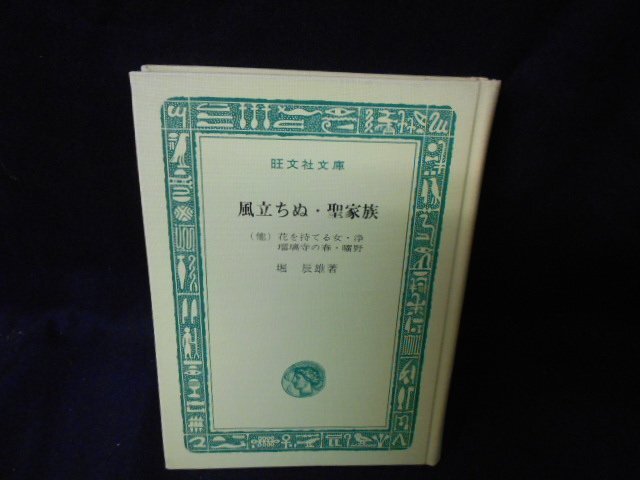 旺文社文庫
風立ちぬ・聖家族
(他) 花を持てる女・浄
瑠璃寺の春・曠野
堀 辰雄著